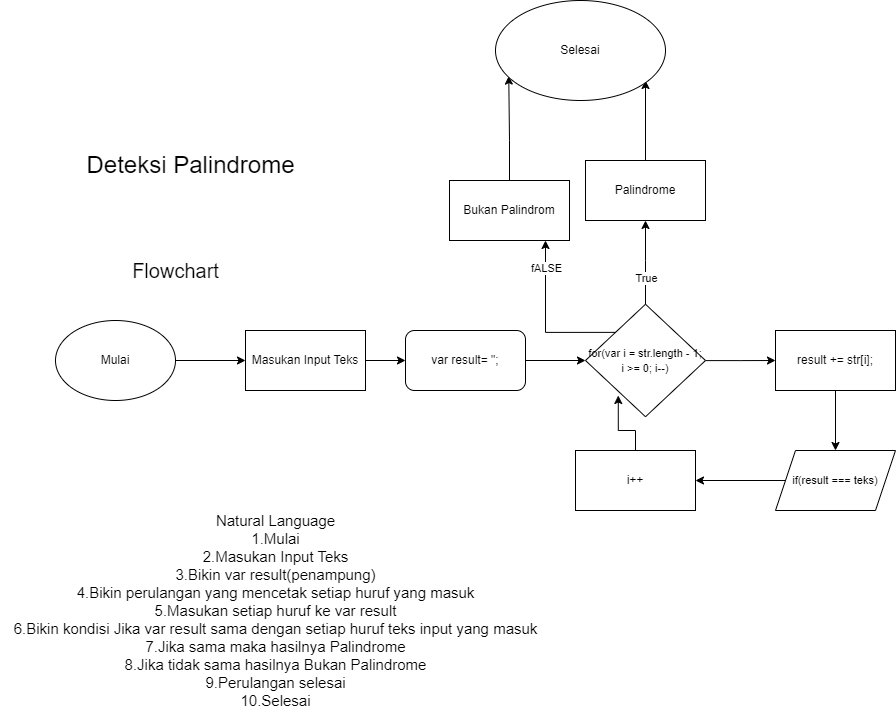 Selesai
Deteksi Palindrome
Bukan Palindrom
Palindrome
fALSE
True
Flowchart
Mulai
Masukan Input Teks
var result= '';
for(var i = str.length - 1;
i >= 0; i--)
result += str[i];
i++
if(result === teks)
Natural Language
1.Mulai
2.Masukan Input Teks
3.Bikin var result(penampung)
4.Bikin perulangan yang mencetak setiap huruf yang masuk
5.Masukan setiap huruf ke var result
6.Bikin kondisi Jika var result sama dengan setiap huruf teks input yang masuk
7.Jika sama maka hasilnya Palindrome
8.Jika tidak sama hasilnya Bukan Palindrome
9.Perulangan selesai
10.Selesai